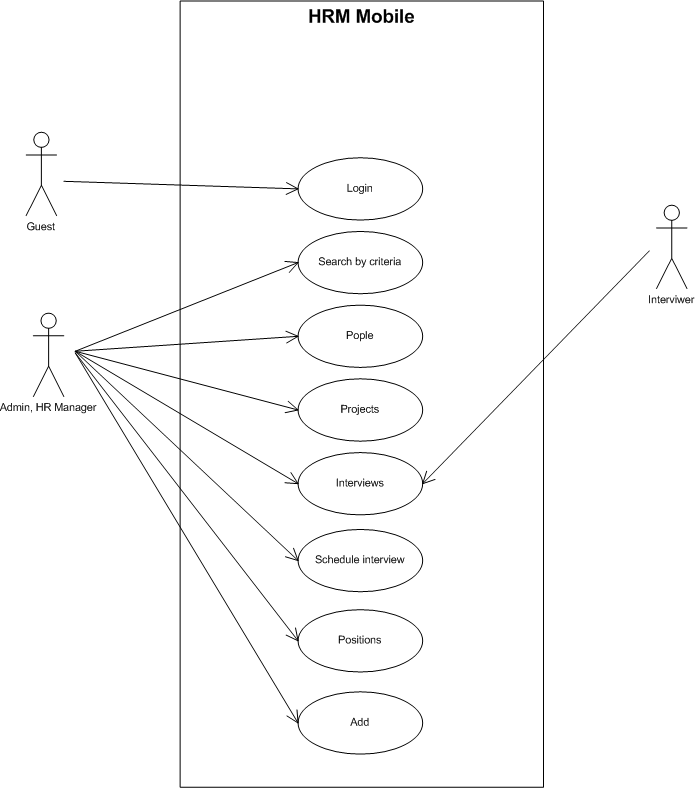 HRM Mobile
Guest
Login
Search by criteria
Interviwer
Pople
Admin, HR Manager
Projects
Interviews
Schedule interview
Positions
Add